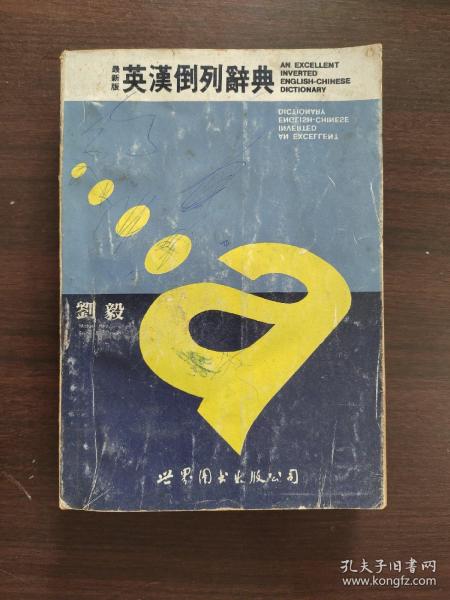 最新版
英漢倒列辭典
AN EXCELLENT
INVERTED
ENGLISH-CHINESE
DICTIONARY
DICTIONARY
ENGLISH-CHINESE
INVERTED
AN EXCELLENT
劉毅
世界图书出版公司
孔夫子旧书网
www.kongfz.com